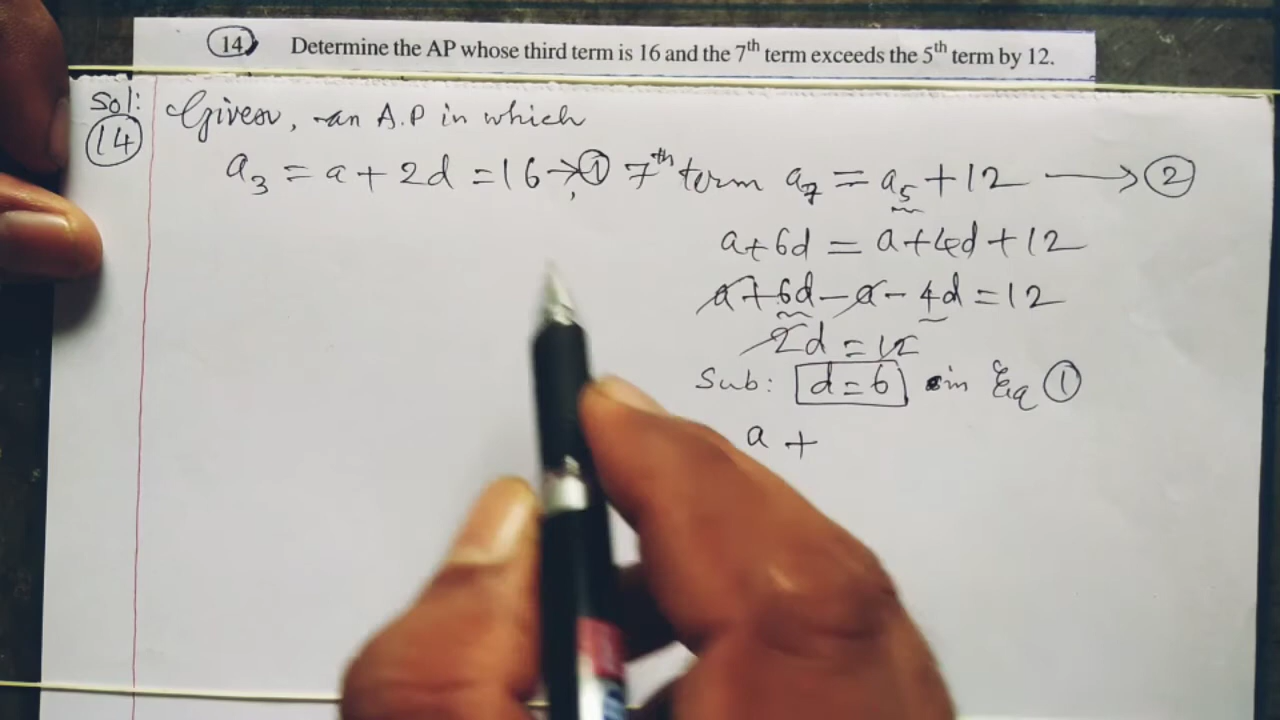 14 Determine the AP whose third term is 16 and the 7th term exceeds the 5th term by 12.
Sol: Given, an A.P in which
14
a3 = a + 2d = 16 → ① , 7th term a7 = a5 + 12 → ②
a + 6d = a + 4d + 12
a + 6d - a - 4d = 12
2d = 12
Sub: d = 6 in Eq ①
a +